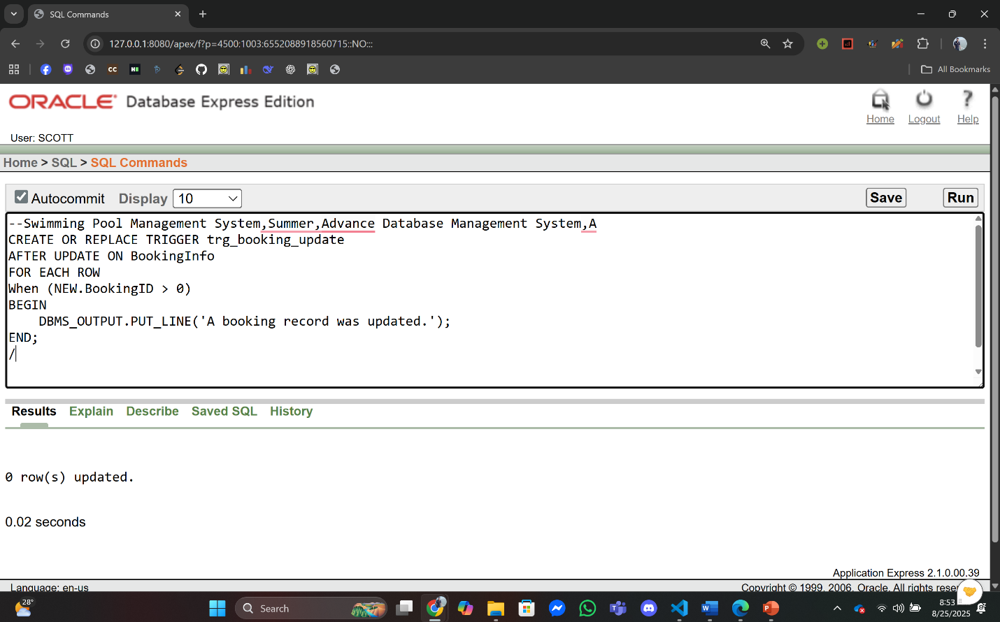 SQL Commands
127.0.0.1:8080/apex/f?p=4500:1003:6552088918560715::NO:::
All Bookmarks
ORACLE Database Express Edition
Home
Logout
Help
User: SCOTT
Home > SQL > SQL Commands
Autocommit Display 10
Save
Run
--Swimming Pool Management System,Summer,Advance Database Management System,A
CREATE OR REPLACE TRIGGER trg_booking_update
AFTER UPDATE ON BookingInfo
FOR EACH ROW
When (NEW.BookingID > 0)
BEGIN
DBMS_OUTPUT.PUT_LINE('A booking record was updated.');
END;
/
Results Explain Describe Saved SQL History
0 row(s) updated.
0.02 seconds
Application Express 2.1.0.00.39
Language: en-us
Copyright © 1999, 2006, Oracle. All rights
28°
Search
8:53
8/25/2025